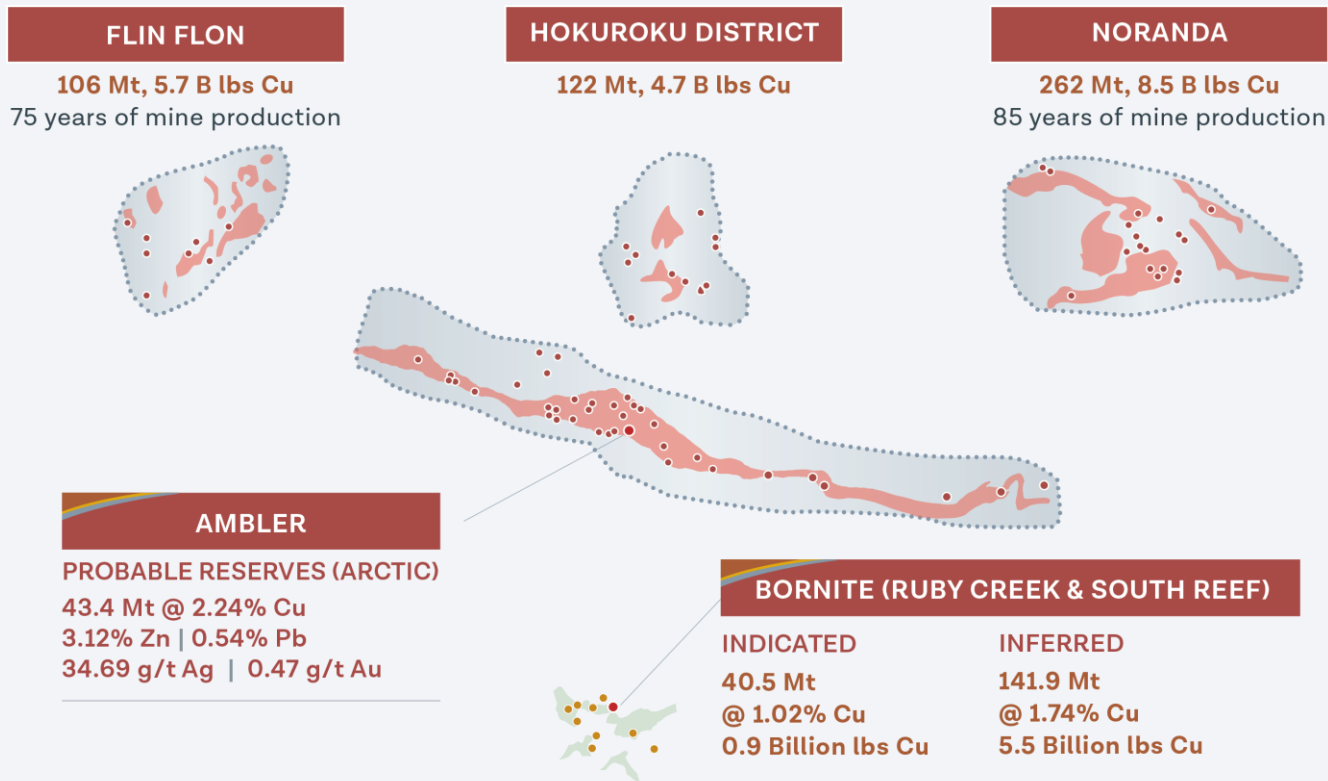 FLIN FLON
106 Mt, 5.7 B lbs Cu
75 years of mine production
HOKUROKU DISTRICT
122 Mt, 4.7 B lbs Cu
NORANDA
262 Mt, 8.5 B lbs Cu
85 years of mine production
AMBLER
PROBABLE RESERVES (ARCTIC)
43.4 Mt @ 2.24% Cu
3.12% Zn | 0.54% Pb
34.69 g/t Ag | 0.47 g/t Au
BORNITE (RUBY CREEK & SOUTH REEF)
INDICATED
40.5 Mt
@ 1.02% Cu
0.9 Billion lbs Cu
INFERRED
141.9 Mt
@ 1.74% Cu
5.5 Billion lbs Cu